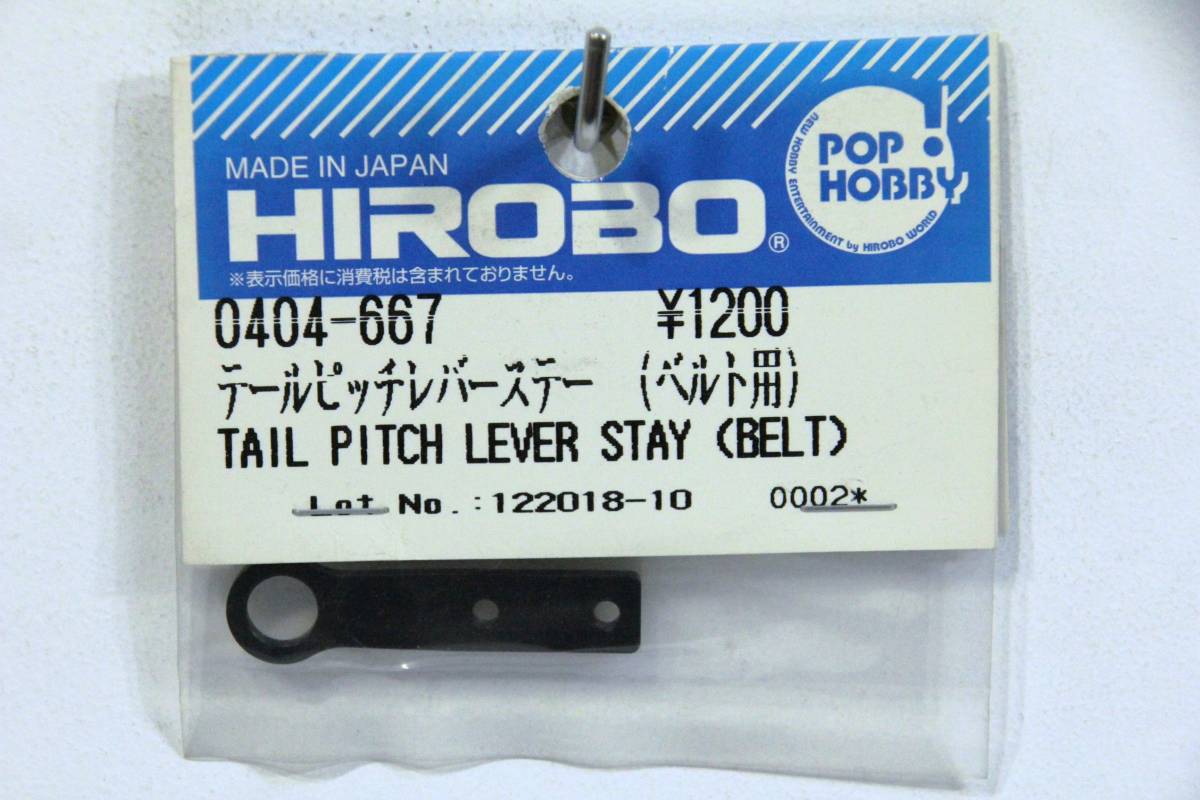 MADE IN JAPAN
HIROBO®
※表示価格に消費税は含まれておりません。
POP!
HOBBY
NEW HOBBY ENTERTAINMENT by HIROBO WORLD
0404-667 ¥1200
テールピッチレバーステー (ベルト用)
TAIL PITCH LEVER STAY (BELT)
Lot No.:122018-10 0002*